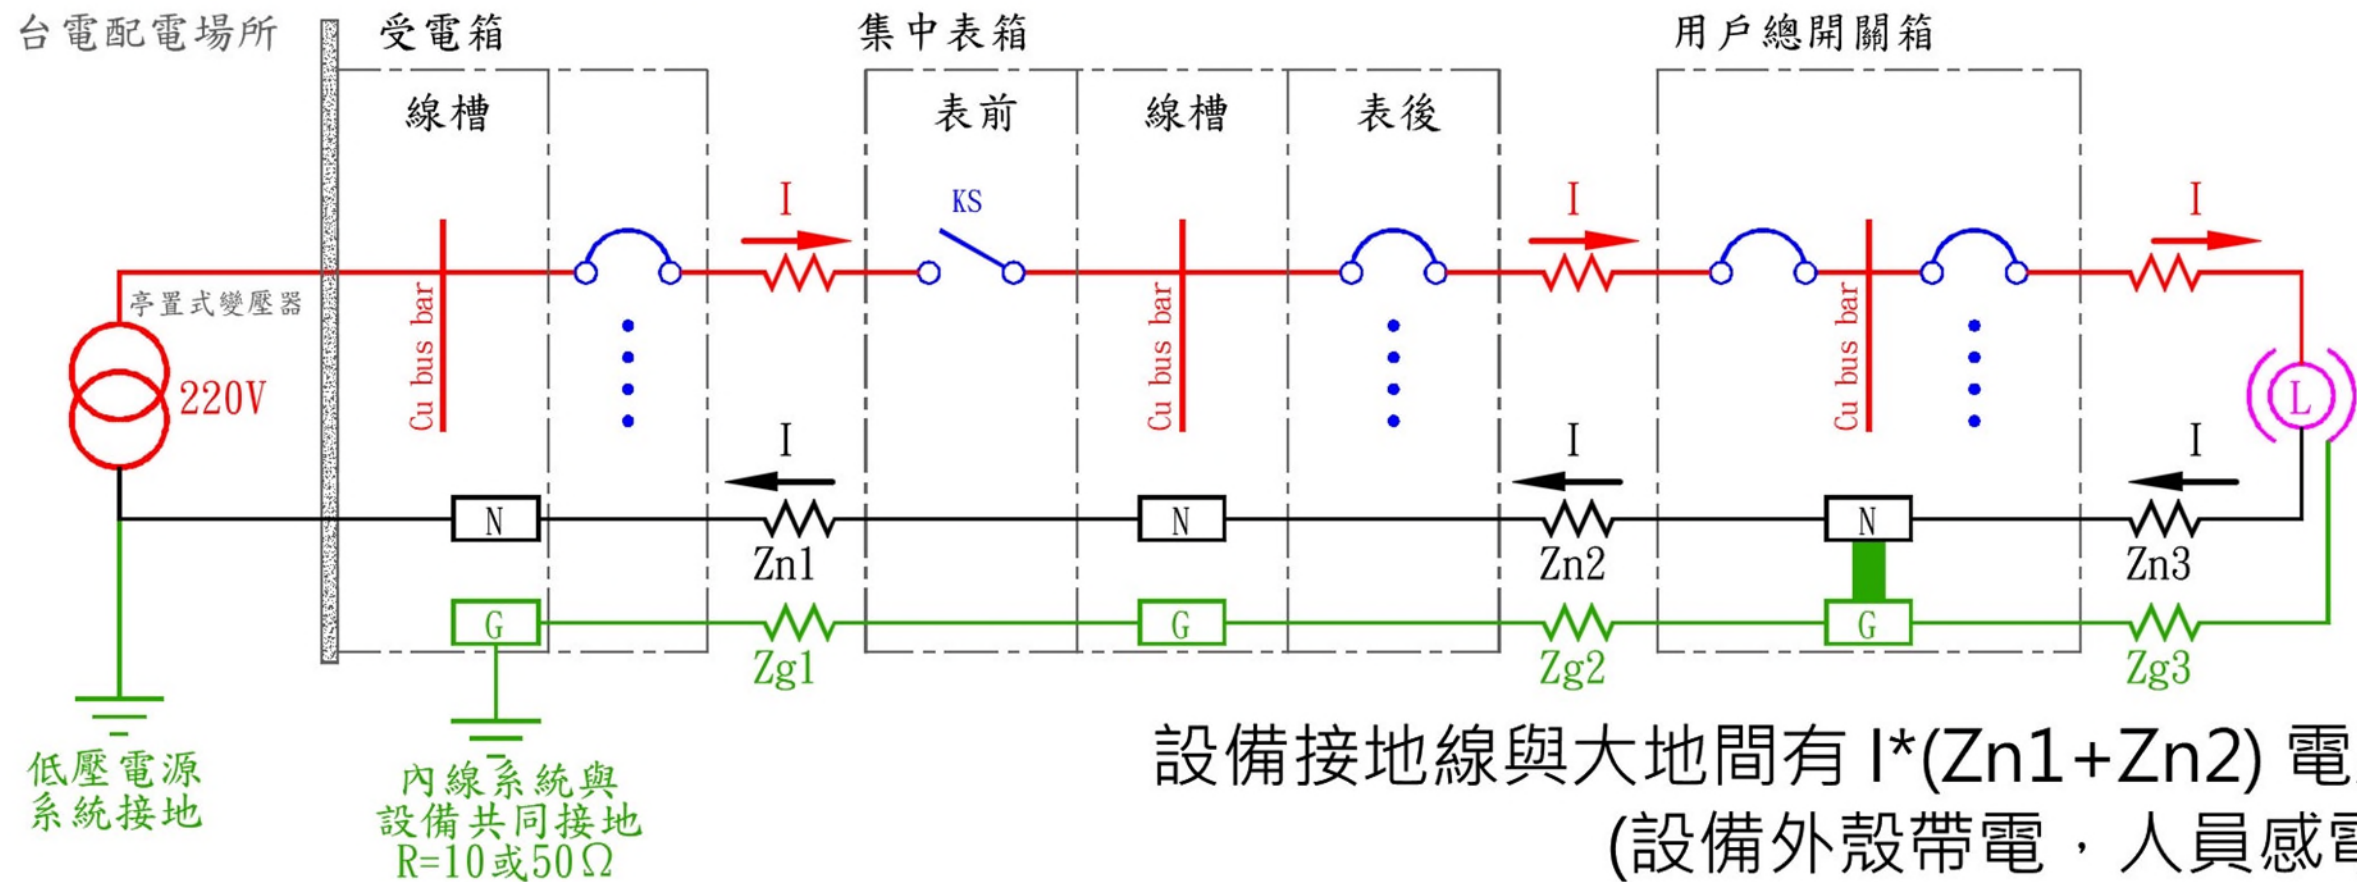 台電配電場所
受電箱
集中表箱
用戶總開關箱
線槽
表前
線槽
表後
I
KS
I
I
亭置式變壓器
220V
Cu bus bar
Cu bus bar
Cu bus bar
L
I
I
I
N
N
N
Zn1
Zn2
Zn3
G
G
G
Zg1
Zg2
Zg3
低壓電源
系統接地
內線系統與
設備共同接地
R=10或50Ω
設備接地線與大地間有 I*(Zn1+Zn2) 電
(設備外殼帶電，人員感電